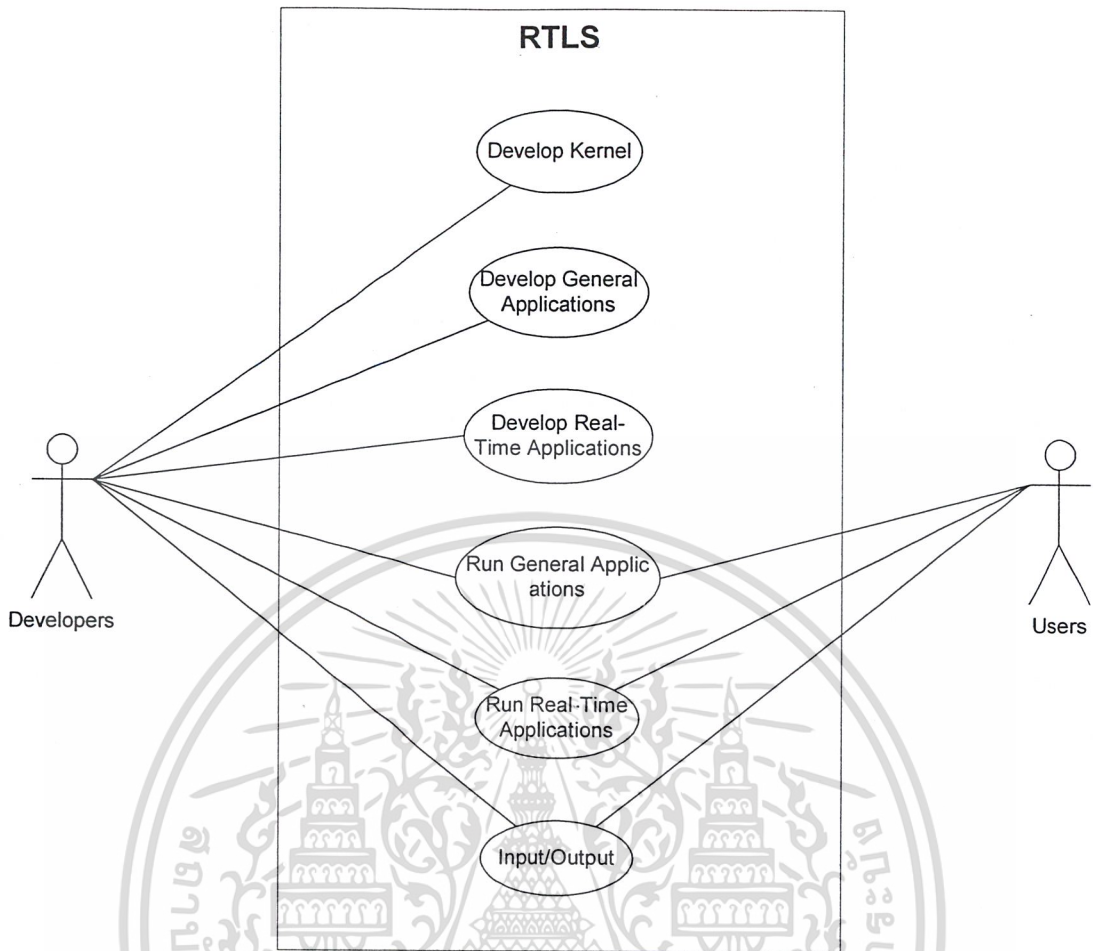 RTLS
Develop Kernel
Develop General
Applications
Develop Real-
Time Applications
Run General Applic
ations
Developers
Users
Run Real-Time
Applications
Input/Output